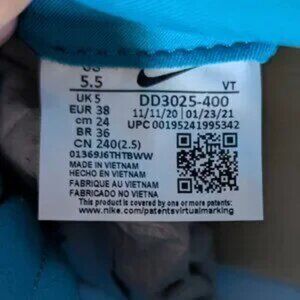 US
5.5 VT
UK 5 DD3025-400
EUR 38 11/11/20 01/23/21
cm 24 UPC 00195241995342
BR 36
CN 240(2.5)
01369J6THTBWW
MADE IN VIETNAM
HECHO EN VIETNAM
FABRIQUE AU VIETNAM
FABRICADO NO VIETNA
This product is covered by one or more patents:
www.nike.com/patentsvirtualmarking